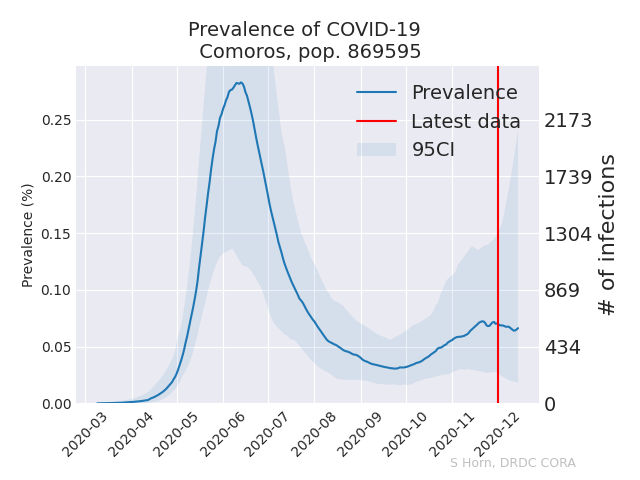 Prevalence of COVID-19
Comoros, pop. 869595
Prevalence
Latest data
95CI
Prevalence (%)
0.25
0.20
0.15
0.10
0.05
0.00
2173
1739
1304
869
434
0
# of infections
2020-03
2020-04
2020-05
2020-06
2020-07
2020-08
2020-09
2020-10
2020-11
2020-12
S Horn, DRDC CORA